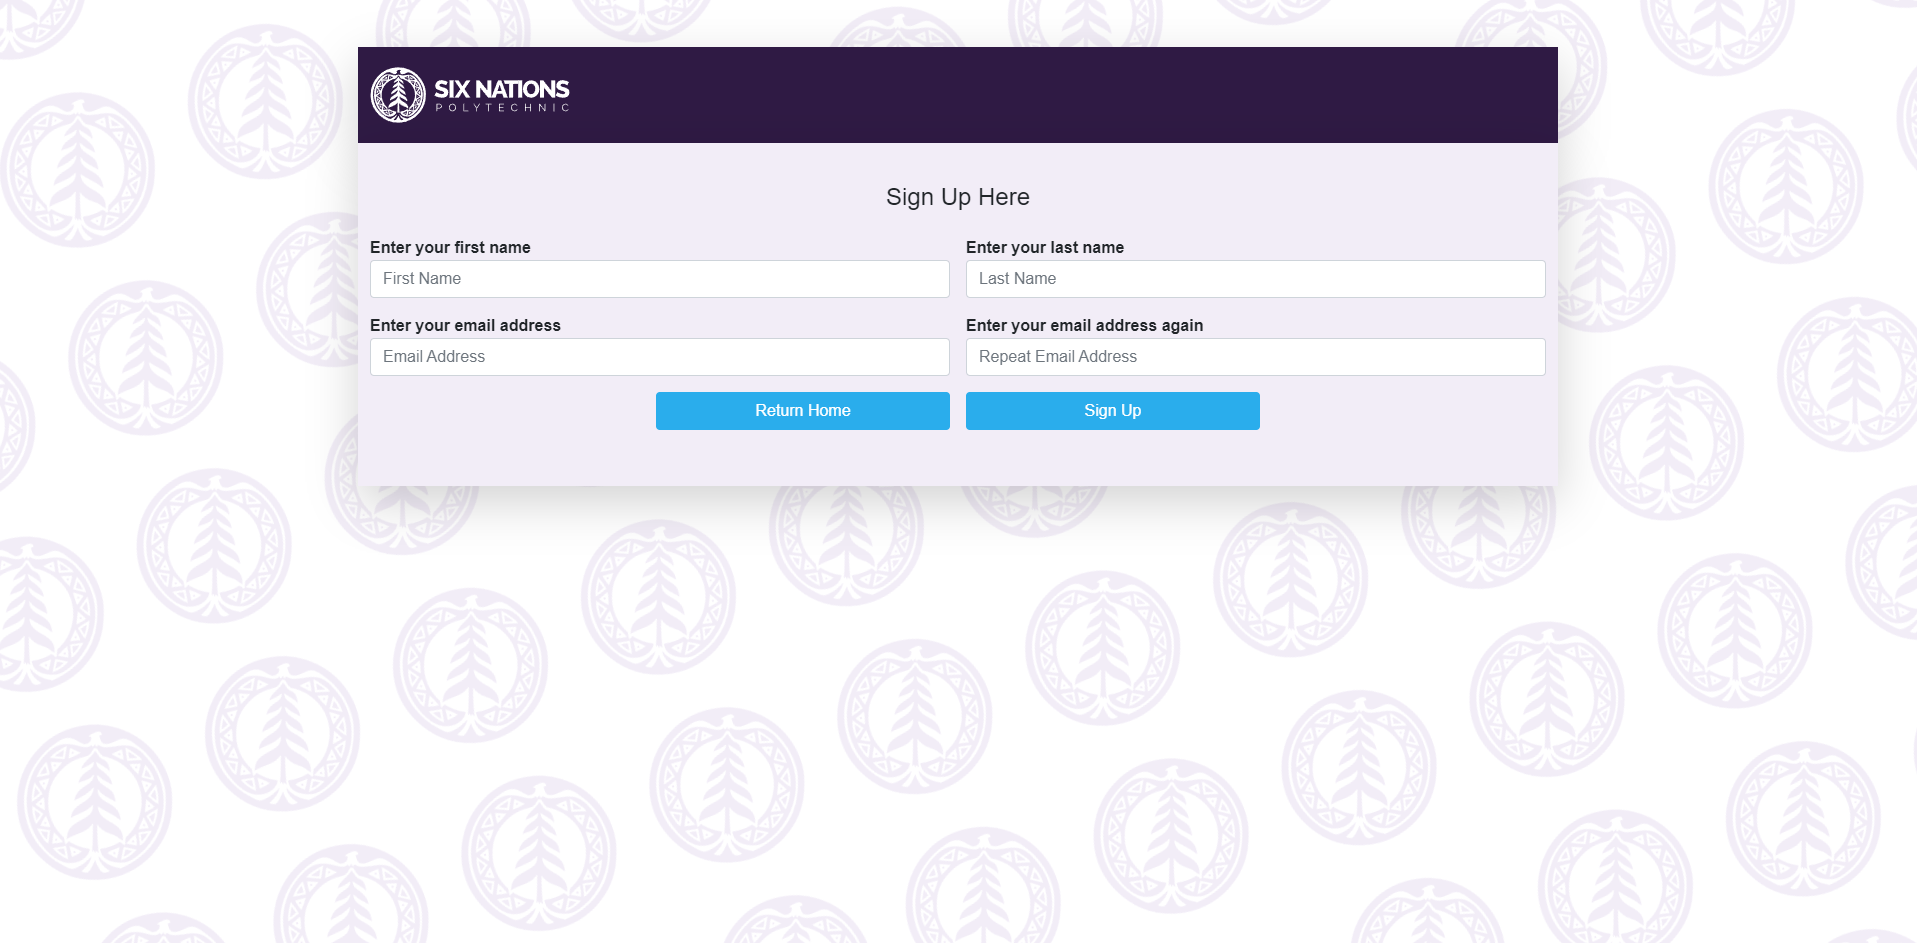 SIX NATIONS
POLYTECHNIC
Sign Up Here
Enter your first name
Enter your last name
First Name
Last Name
Enter your email address
Enter your email address again
Email Address
Repeat Email Address
Return Home
Sign Up